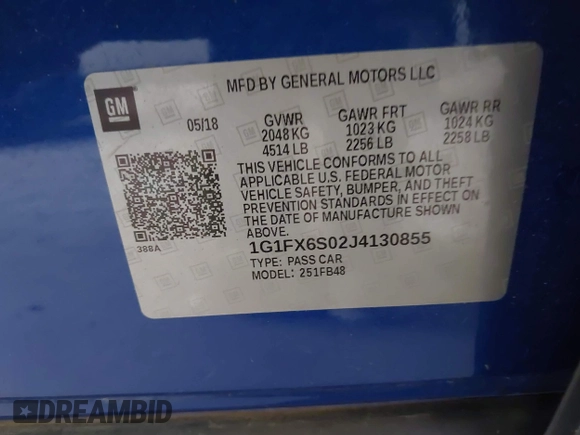 MFD BY GENERAL MOTORS LLC
GM
05/18 GVWR GAWR FRT GAWR RR
2048 KG 1023 KG 1024 KG
4514 LB 2256 LB 2258 LB
THIS VEHICLE CONFORMS TO ALL
APPLICABLE U.S. FEDERAL MOTOR
VEHICLE SAFETY, BUMPER, AND THEFT
PREVENTION STANDARDS IN EFFECT ON
THE DATE OF MANUFACTURE SHOWN ABOVE.
388A
1G1FX6S02J4130855
TYPE: PASS CAR
MODEL: 251FB48
DREAMBID